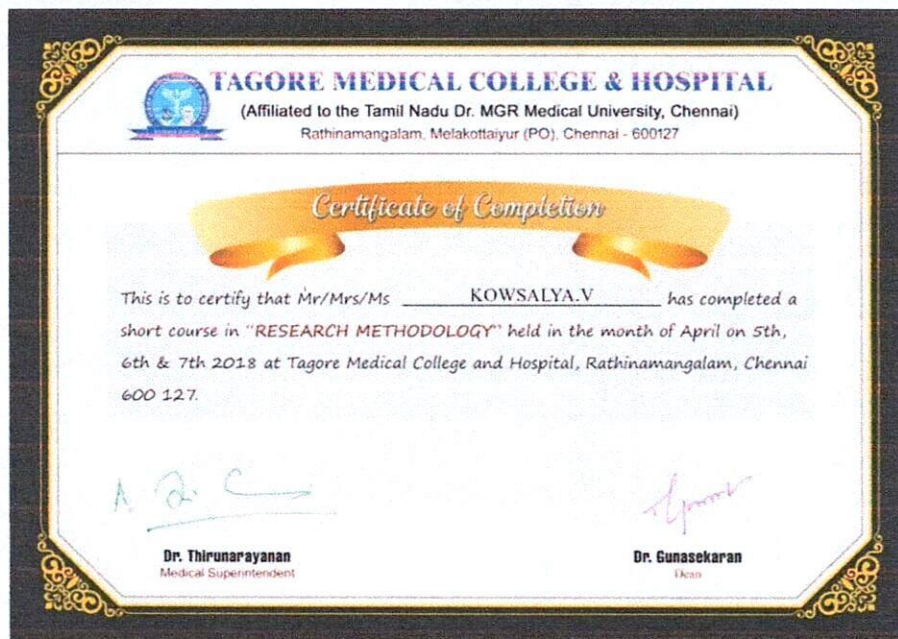 TAGORE MEDICAL COLLEGE & HOSPITAL
(Affiliated to the Tamil Nadu Dr. MGR Medical University, Chennai)
Rathinamangalam, Melakottaiyur (PO), Chennai - 600127
Certificate of Completion
This is to certify that Mr/Mrs/Ms KOWSALYA.V has completed a
short course in "RESEARCH METHODOLOGY" held in the month of April on 5th,
6th & 7th 2018 at Tagore Medical College and Hospital, Rathinamangalam, Chennai
600 127.
Dr. Thirunarayanan
Medical Superintendent
Dr. Gunasekaran
Dean